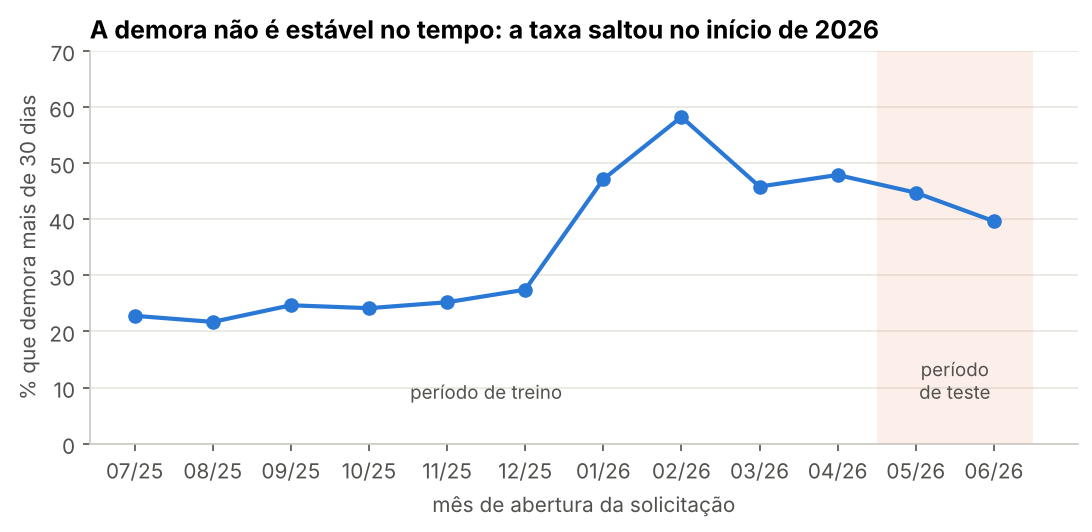 A demora não é estável no tempo: a taxa saltou no início de 2026
% que demora mais de 30 dias
70
60
50
40
30
20
10
0
período de treino
período
de teste
07/25 08/25 09/25 10/25 11/25 12/25 01/26 02/26 03/26 04/26 05/26 06/26
mês de abertura da solicitação